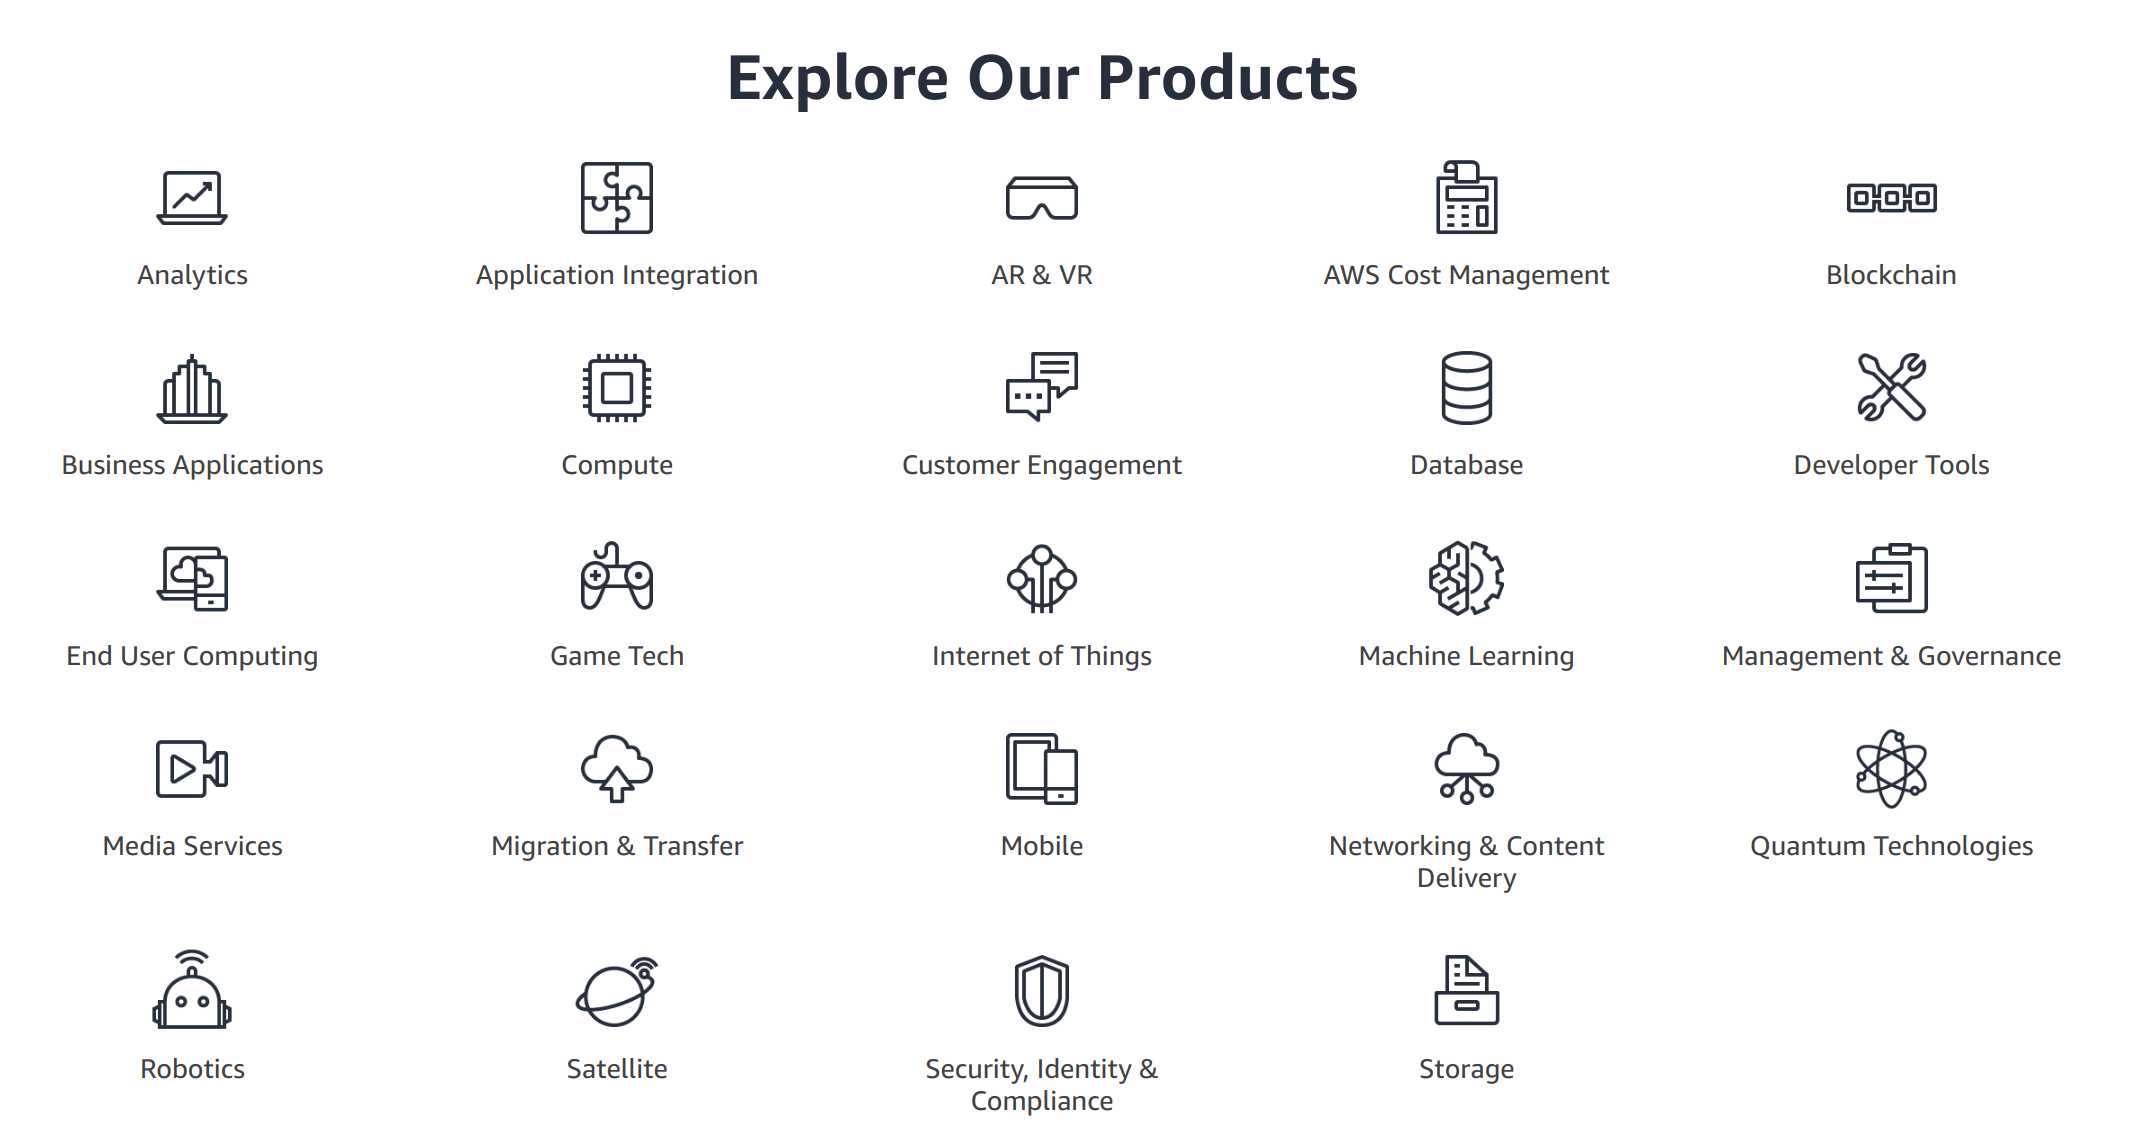 Explore Our Products
Analytics
Application Integration
AR & VR
AWS Cost Management
Blockchain
Business Applications
Compute
Customer Engagement
Database
Developer Tools
End User Computing
Game Tech
Internet of Things
Machine Learning
Management & Governance
Media Services
Migration & Transfer
Mobile
Networking & Content
Delivery
Quantum Technologies
Robotics
Satellite
Security, Identity &
Compliance
Storage